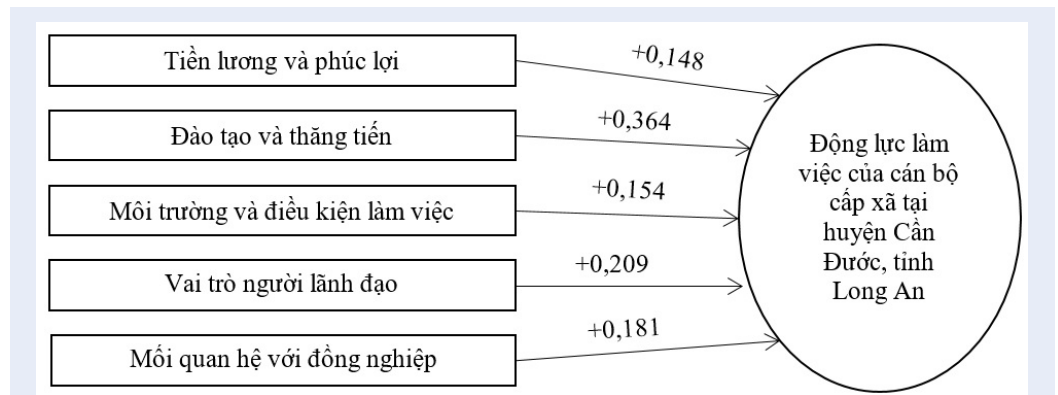 Tiền lương và phúc lợi
+0,148
Đào tạo và thăng tiến
+0,364
Môi trường và điều kiện làm việc
+0,154
Vai trò người lãnh đạo
+0,209
Mối quan hệ với đồng nghiệp
+0,181
Động lực làm
việc của cán bộ
cấp xã tại
huyện Cần
Đước, tỉnh
Long An